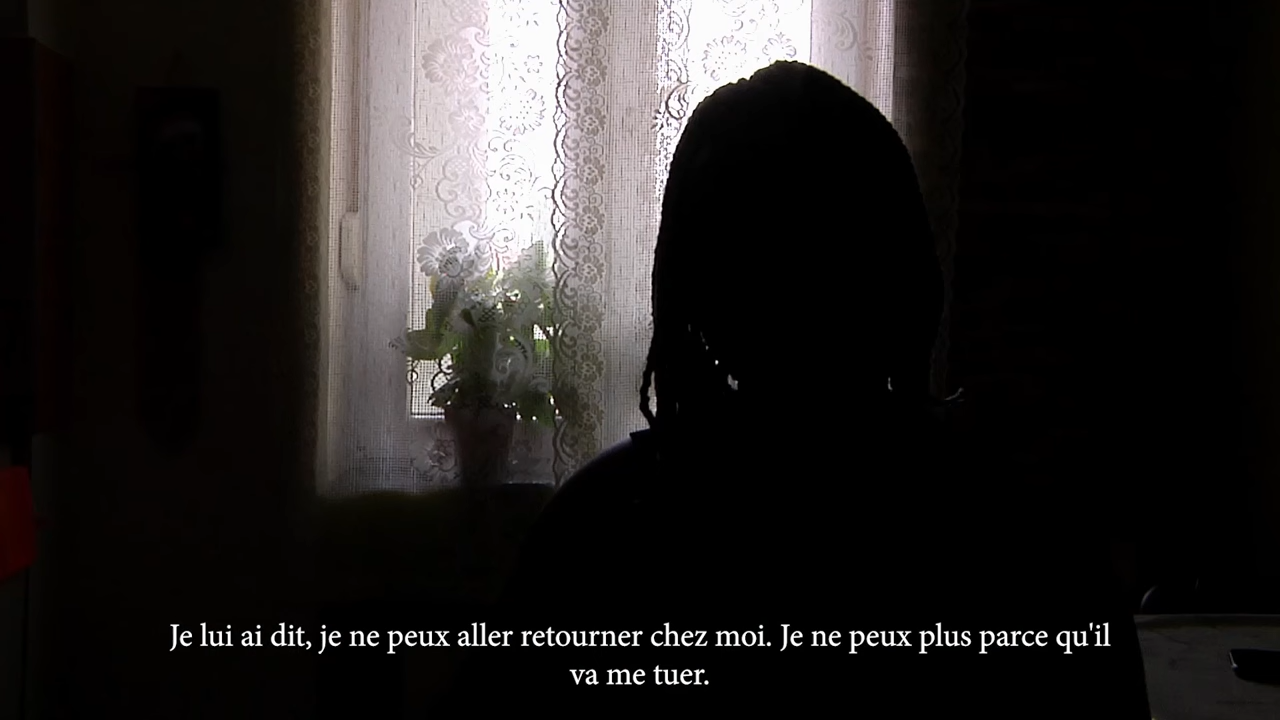 Je lui ai dit, je ne peux aller retourner chez moi. Je ne peux plus parce qu'il
va me tuer.